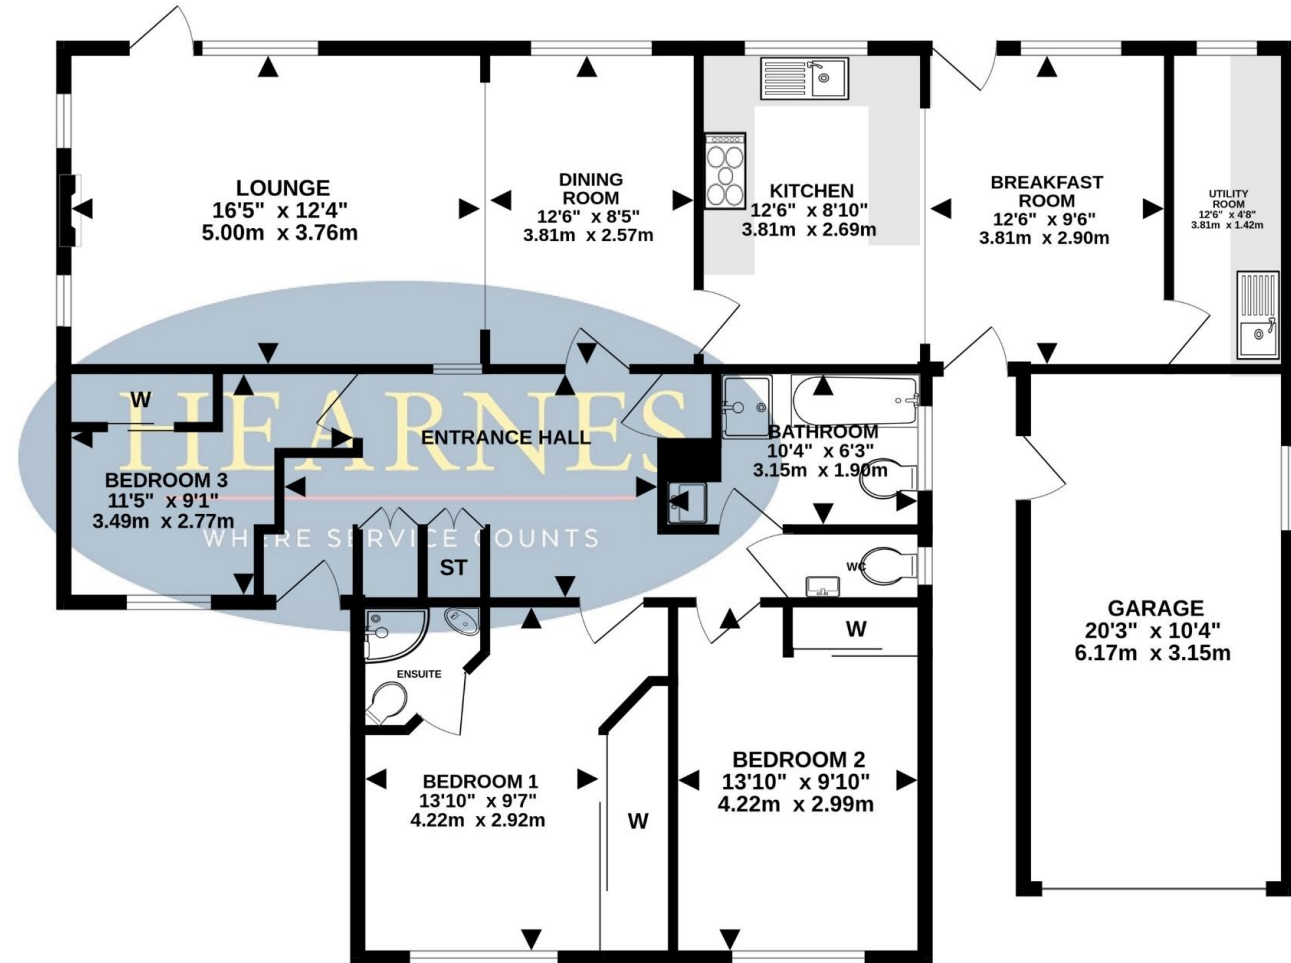 LOUNGE
16'5" x 12'4"
5.00m x 3.76m
DINING
ROOM
12'6" x 8'5"
3.81m x 2.57m
KITCHEN
12'6" x 8'10"
3.81m x 2.69m
BREAKFAST
ROOM
12'6" x 9'6"
3.81m x 2.90m
UTILITY
ROOM
12'6" x 4'8"
3.81m x 1.42m
W
HEARNES
WHERE SERVICE COUNTS
ENTRANCE HALL
BATHROOM
10'4" x 6'3"
3.15m x 1.90m
BEDROOM 3
11'5" x 9'1"
3.49m x 2.77m
ST
WC
GARAGE
20'3" x 10'4"
6.17m x 3.15m
W
ENSUITE
BEDROOM 1
13'10" x 9'7"
4.22m x 2.92m
W
BEDROOM 2
13'10" x 9'10"
4.22m x 2.99m